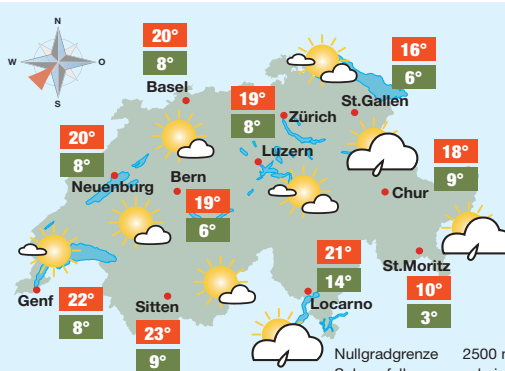 N
W O
S
20°
8°
Basel
16°
6°
St.Gallen
19°
8°
Zürich
Luzern
20°
8°
Neuenburg
Bern
19°
6°
18°
9°
Chur
St.Moritz
10°
3°
21°
14°
Locarno
Genf
22°
8°
Sitten
23°
9°
Nullgradgrenze 2500